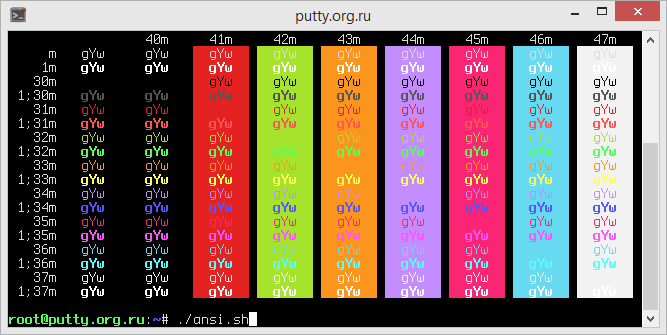 putty.org.ru
40m 41m 42m 43m 44m 45m 46m 47m
m gYw gYw gYw gYw gYw gYw gYw gYw gYw
1m gYw gYw gYw gYw gYw gYw gYw gYw gYw
30m gYw gYw gYw gYw gYw gYw gYw
1;30m gYw gYw gYw gYw gYw gYw gYw gYw gYw
31m gYw gYw gYw gYw gYw gYw gYw gYw
1;31m gYw gYw gYw gYw gYw gYw gYw gYw gYw
32m gYw gYw gYw gYw gYw gYw gYw gYw
1;32m gYw gYw gYw gYw gYw gYw gYw gYw gYw
33m gYw gYw gYw gYw gYw gYw gYw gYw
1;33m gYw gYw gYw gYw gYw gYw gYw gYw gYw
34m gYw gYw gYw gYw gYw gYw gYw gYw
1;34m gYw gYw gYw gYw gYw gYw gYw gYw gYw
35m gYw gYw gYw gYw gYw gYw gYw gYw
1;35m gYw gYw gYw gYw gYw gYw gYw gYw gYw
36m gYw gYw gYw gYw gYw gYw gYw gYw
1;36m gYw gYw gYw gYw gYw gYw gYw gYw gYw
37m gYw gYw gYw gYw gYw gYw gYw gYw
1;37m gYw gYw gYw gYw gYw gYw gYw gYw gYw
root@putty.org.ru:~# ./ansi.sh